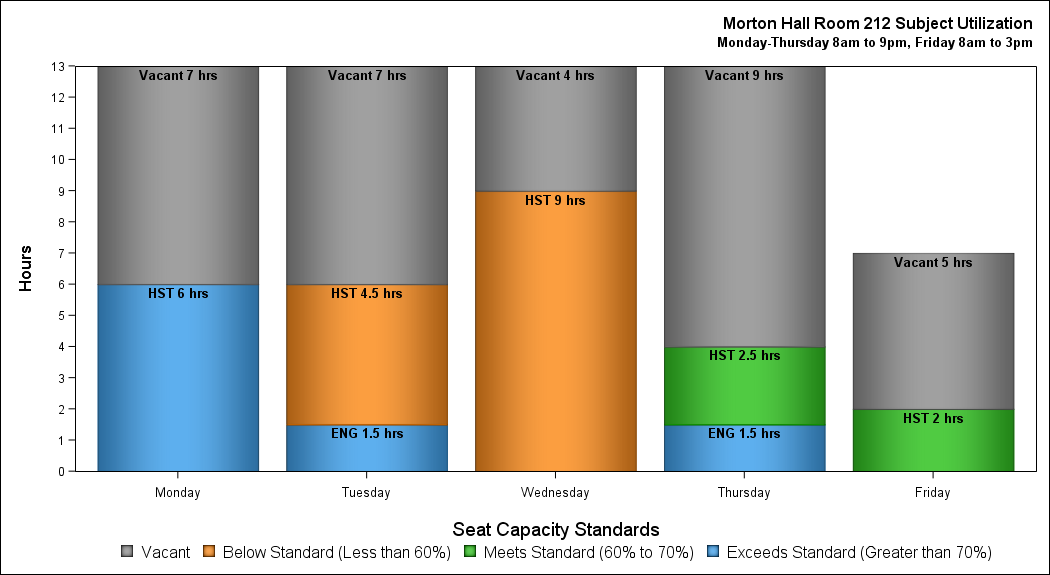 Morton Hall Room 212 Subject Utilization
Monday-Thursday 8am to 9pm, Friday 8am to 3pm
Hours
13
12
11
10
9
8
7
6
5
4
3
2
1
0
Vacant 7 hrs
HST 6 hrs
Vacant 7 hrs
HST 4.5 hrs
ENG 1.5 hrs
Vacant 4 hrs
HST 9 hrs
Vacant 9 hrs
HST 2.5 hrs
ENG 1.5 hrs
Vacant 5 hrs
HST 2 hrs
Monday Tuesday Wednesday Thursday Friday
Seat Capacity Standards
Vacant Below Standard (Less than 60%) Meets Standard (60% to 70%) Exceeds Standard (Greater than 70%)